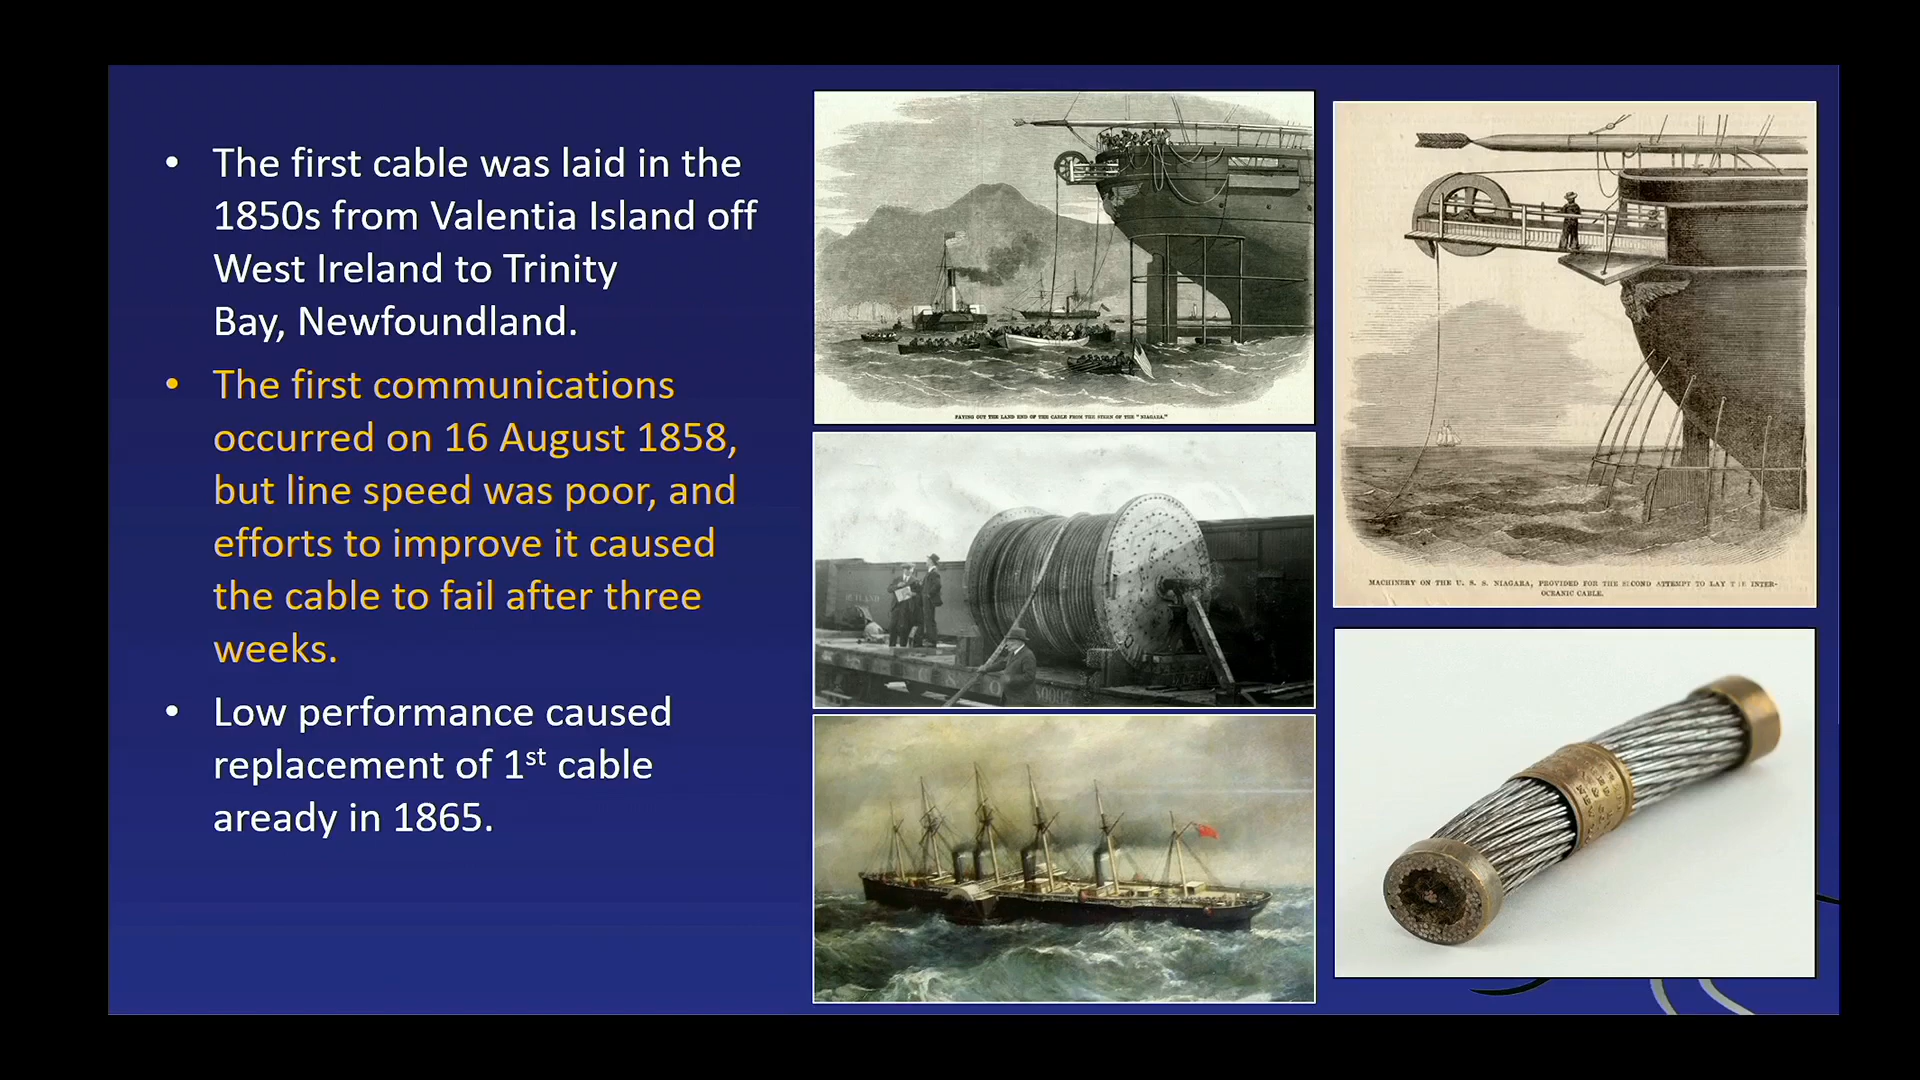 • The first cable was laid in the
1850s from Valentia Island off
West Ireland to Trinity
Bay, Newfoundland.
• The first communications
occurred on 16 August 1858,
but line speed was poor, and
efforts to improve it caused
the cable to fail after three
weeks.
• Low performance caused
replacement of 1st cable
aready in 1865.
PAYING OUT THE LAND END OF THE CABLE FROM THE STERN OF THE "NIAGARA."
MACHINERY ON THE U. S. S. NIAGARA, PROVIDED FOR THE SECOND ATTEMPT TO LAY THE INTER-
OCEANIC CABLE.